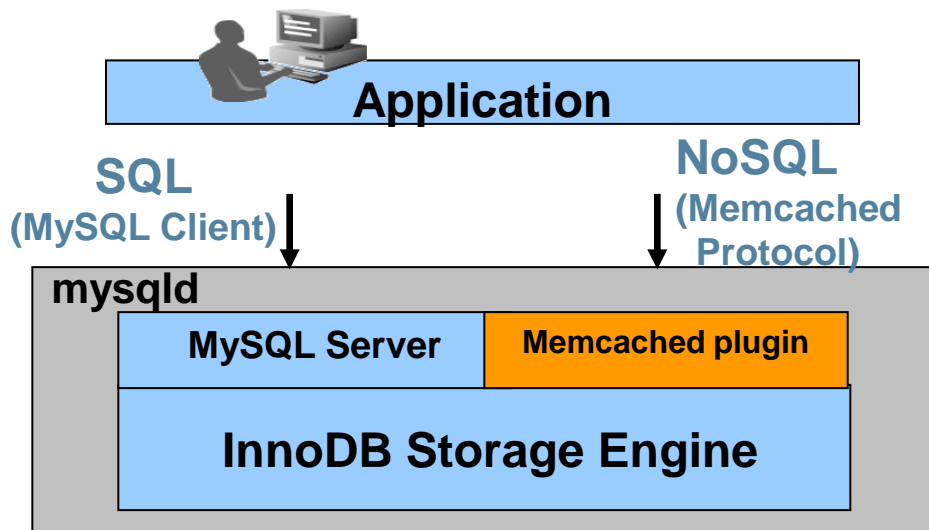 Application
SQL
(MySQL Client)
NoSQL
(Memcached
Protocol)
mysqld
MySQL Server
Memcached plugin
InnoDB Storage Engine